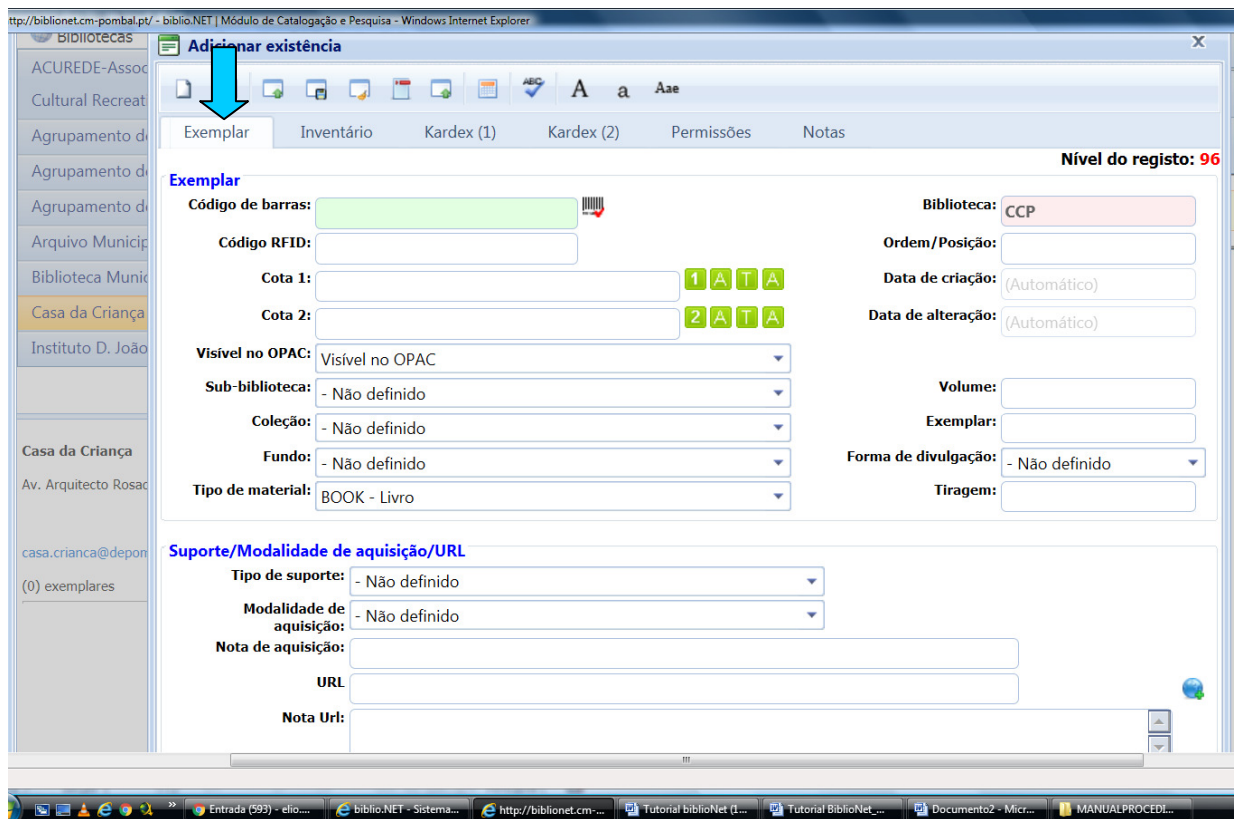 ttp://biblionet.cm-pombal.pt/ - biblio.NET | Módulo de Catalogação e Pesquisa - Windows Internet Explorer
Bibliotecas
ACUREDE-Assoc
Cultural Recreat
Agrupamento d
Agrupamento de
Agrupamento d
Arquivo Municip
Biblioteca Munic
Casa da Criança
Instituto D. João
Casa da Criança
Av. Arquitecto Rosad
casa.crianca@depom
(0) exemplares
Adicionar existência
X
ABC A a Aae
Exemplar Inventário Kardex (1) Kardex (2) Permissões Notas
Nível do registo: 96
Exemplar
Código de barras:
Biblioteca: CCP
Código RFID:
Ordem/Posição:
Cota 1: 1 A T A
Data de criação: (Automático)
Cota 2: 2 A T A
Data de alteração: (Automático)
Visível no OPAC: Visível no OPAC
Sub-biblioteca: - Não definido
Volume:
Coleção: - Não definido
Exemplar:
Fundo: - Não definido
Forma de divulgação: - Não definido
Tipo de material: BOOK - Livro
Tiragem:
Suporte/Modalidade de aquisição/URL
Tipo de suporte: - Não definido
Modalidade de
aquisição: - Não definido
Nota de aquisição:
URL
Nota Url:
» Entrada (593) - elio.... biblio.NET - Sistema... http://biblionet.cm-... Tutorial biblioNet (1... Tutorial BiblioNet_... Documento2 - Micr... MANUALPROCEDI...